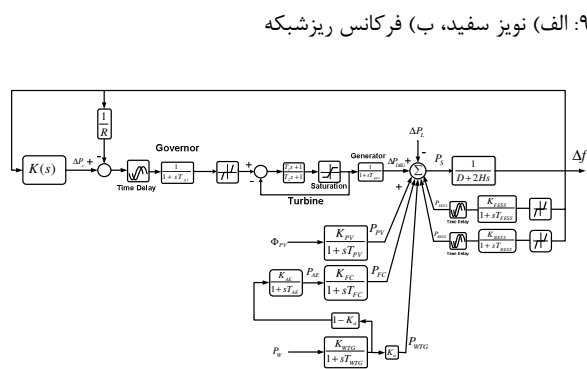 ۹: الف) نویز سفید، ب) فرکانس ریزشبکه
1
R
K(s)
ΔP_c
+
-
Time Delay
Governor
1
1+sT_gt
+
-
T_1s+1
T_2s+1
Saturation
Turbine
Generator
1
1+sT_gen
ΔP_DEG
+
ΔP_L
-
Σ
+
P_S
1
D+2Hs
Δf
P_FESS
Time Delay
K_FESS
1+sT_FESS
P_BESS
Time Delay
K_BESS
1+sT_BESS
Φ_PV
K_PV
1+sT_PV
P_PV
K_AE
1+sT_AE
P_AE
K_FC
1+sT_FC
P_FC
1-K_n
P_W
K_WTG
1+sT_WTG
K_n
P_WTG